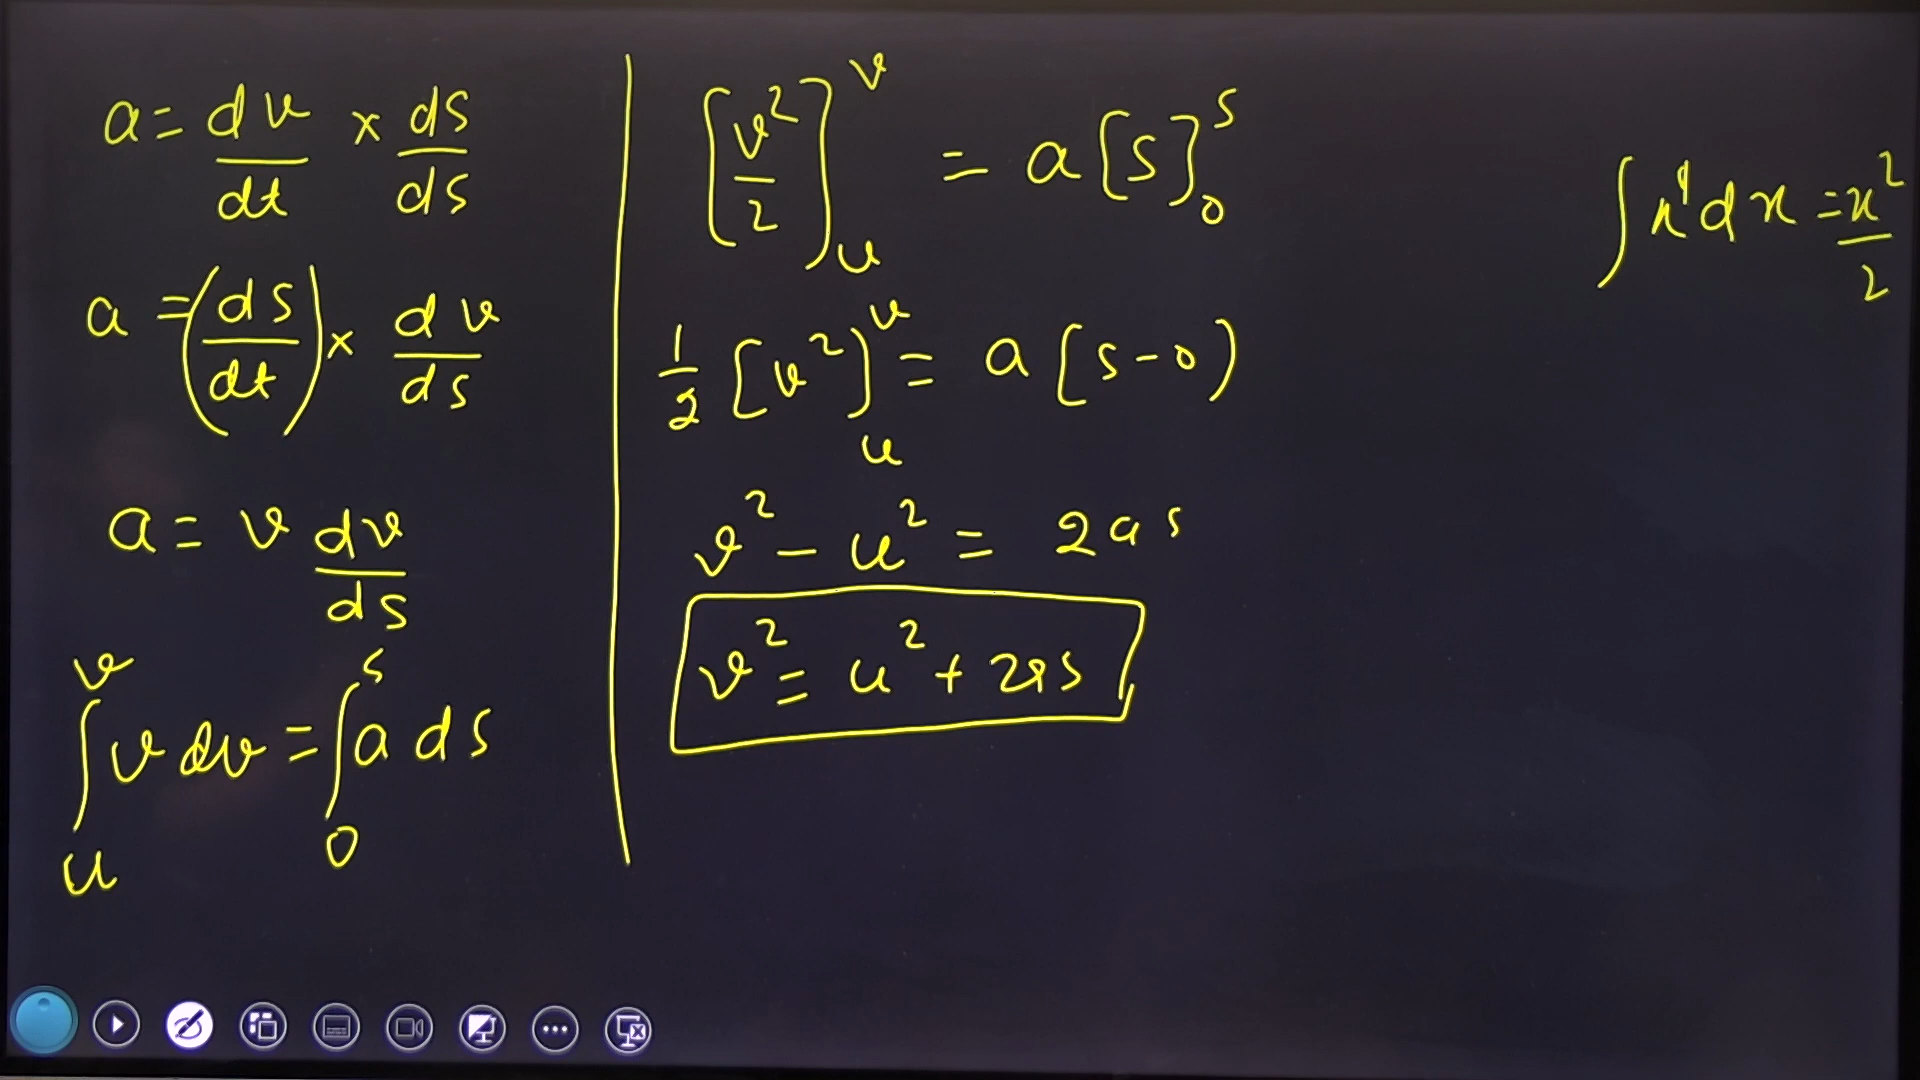 a = dv/dt × ds/ds
a = (ds/dt) × dv/ds
a = v dv/ds
∫_u^v v dv = ∫_0^s a ds
[v²/2]_u^v = a[s]_0^s
1/2 [v²)_u^v = a[s-0)
v² - u² = 2as
v² = u² + 2as
∫x¹dx = x²/2